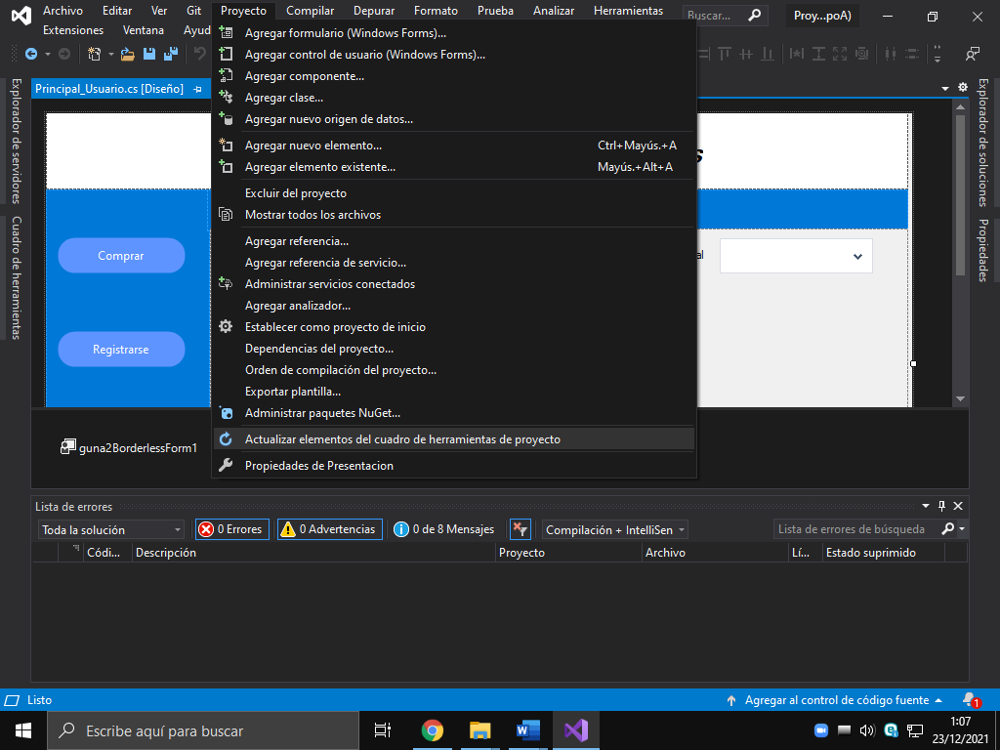 Archivo Editar Ver Git Proyecto Compilar Depurar Formato Prueba Analizar Herramientas Buscar... Proy...poA)
Extensiones Ventana Ayud
Principal_Usuario.cs [Diseño]
Explorador de servidores
Cuadro de herramientas
Comprar
Registrarse
guna2BorderlessForm1
Agregar formulario (Windows Forms)...
Agregar control de usuario (Windows Forms)...
Agregar componente...
Agregar clase...
Agregar nuevo origen de datos...
Agregar nuevo elemento... Ctrl+Mayús.+A
Agregar elemento existente... Mayús.+Alt+A
Excluir del proyecto
Mostrar todos los archivos
Agregar referencia...
Agregar referencia de servicio...
Administrar servicios conectados
Agregar analizador...
Establecer como proyecto de inicio
Dependencias del proyecto...
Orden de compilación del proyecto...
Exportar plantilla...
Administrar paquetes NuGet...
Actualizar elementos del cuadro de herramientas de proyecto
Propiedades de Presentacion
s
al
Explorador de soluciones
Propiedades
Lista de errores
Toda la solución 0 Errores 0 Advertencias 0 de 8 Mensajes Compilación + IntelliSen Lista de errores de búsqueda
Códi... Descripción Proyecto Archivo Lí... Estado suprimido
Listo Agregar al control de código fuente 1
Escribe aquí para buscar
1:07
23/12/2021